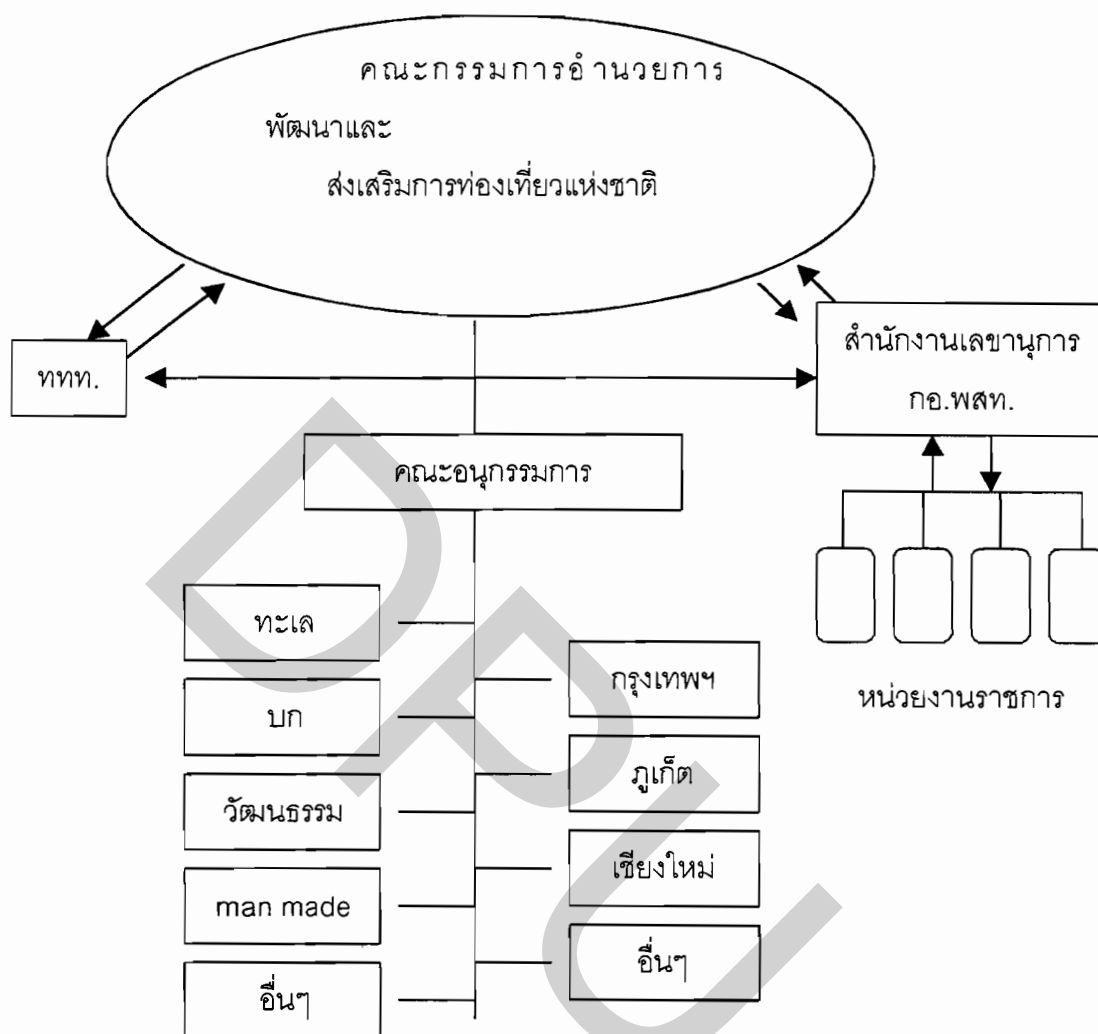 คณะกรรมการอำนวยการ
พัฒนาและ
ส่งเสริมการท่องเที่ยวแห่งชาติ
ททท.
สำนักงานเลขานุการ
กอ.พสท.
คณะอนุกรรมการ
ทะเล
บก
วัฒนธรรม
man made
อื่นๆ
กรุงเทพฯ
ภูเก็ต
เชียงใหม่
อื่นๆ
หน่วยงานราชการ
DPU